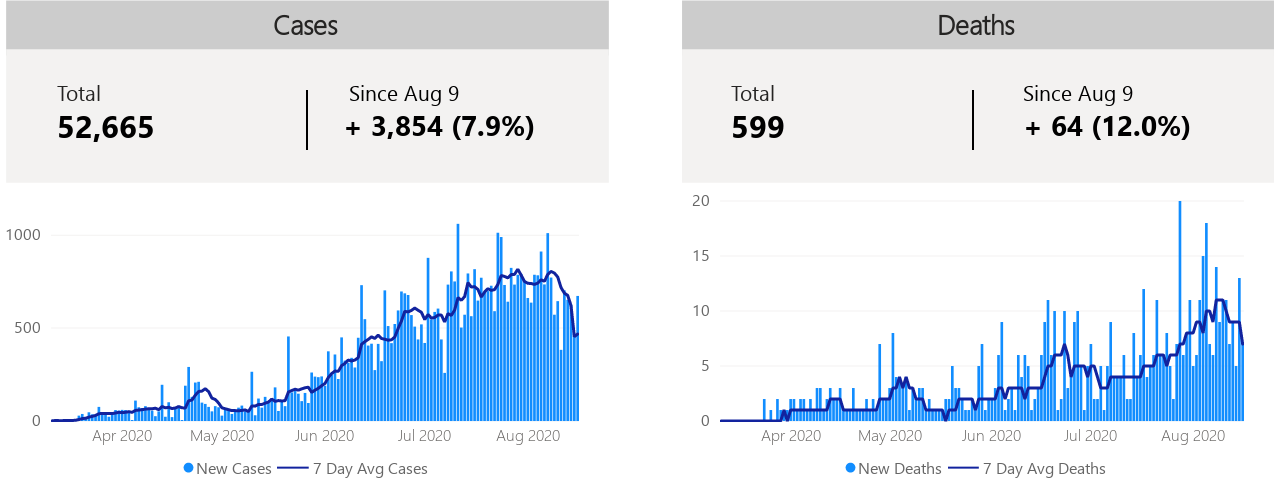 Cases
Total
52,665
Since Aug 9
+ 3,854 (7.9%)
1000
500
0
Apr 2020 May 2020 Jun 2020 Jul 2020 Aug 2020
New Cases 7 Day Avg Cases
Deaths
Total
599
Since Aug 9
+ 64 (12.0%)
20
15
10
5
0
Apr 2020 May 2020 Jun 2020 Jul 2020 Aug 2020
New Deaths 7 Day Avg Deaths